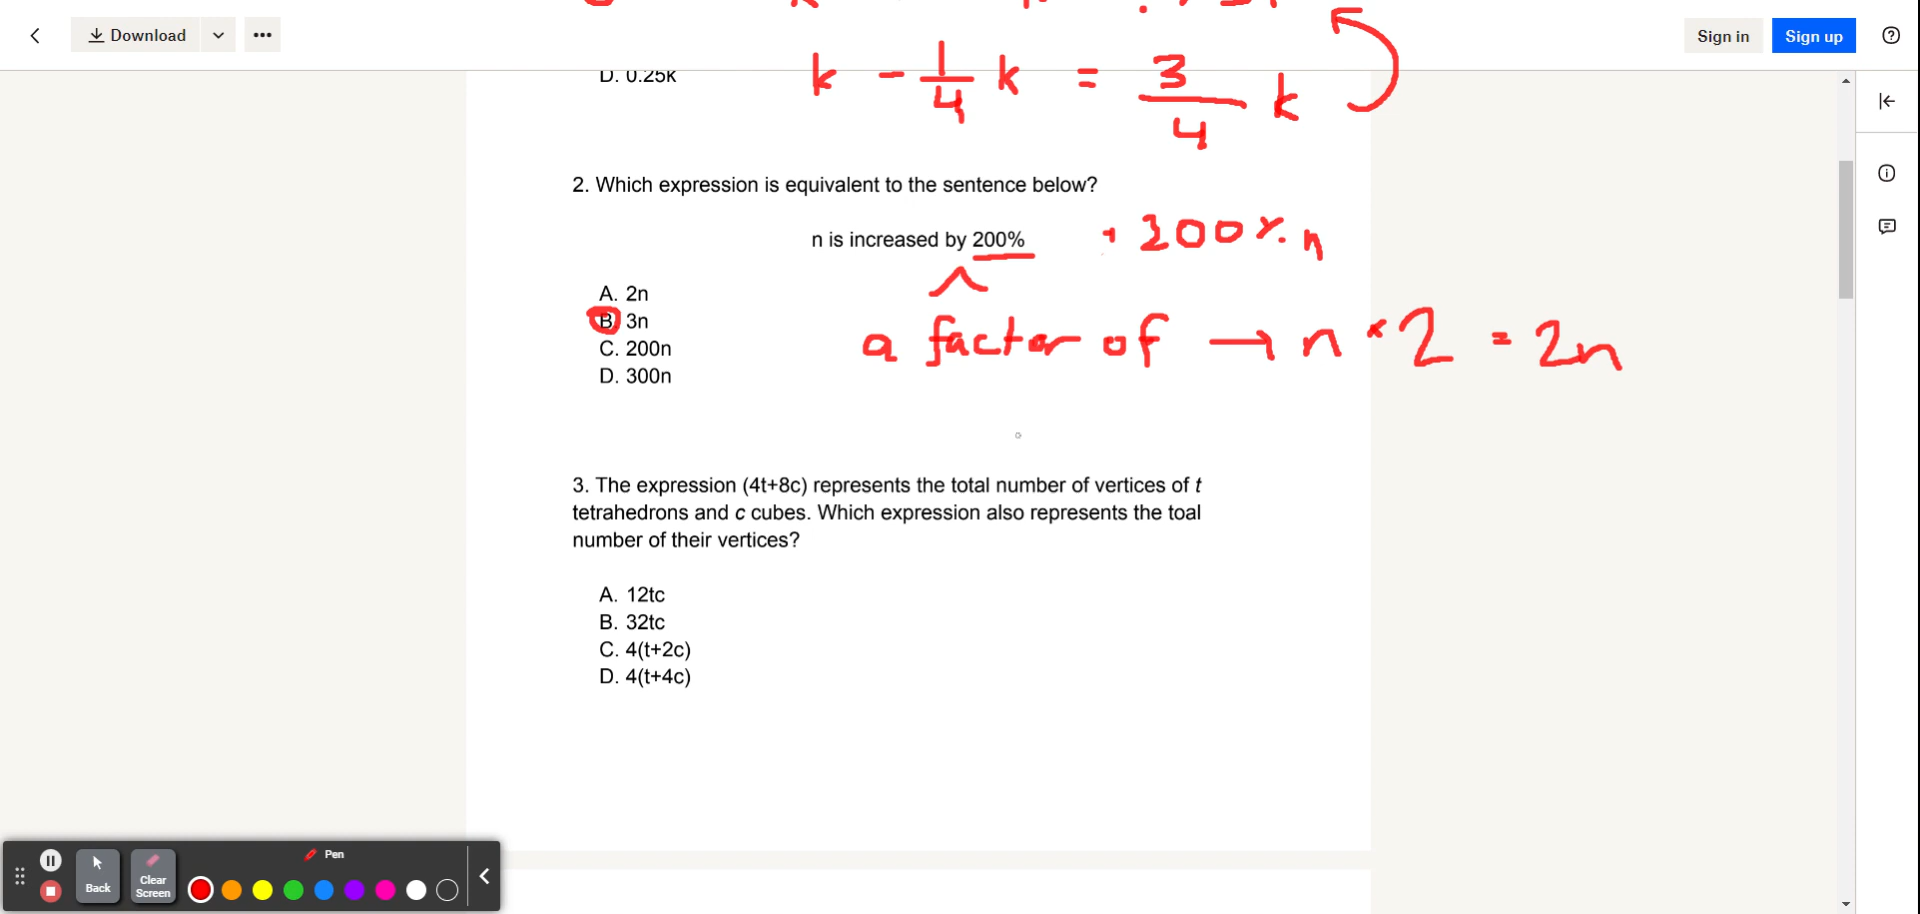 Download
Sign in
Sign up
D. 0.25k
k - 1/4 k = 3/4 k
2. Which expression is equivalent to the sentence below?
n is increased by 200%
+ 200% n
A. 2n
B. 3n
C. 200n
D. 300n
a factor of → n × 2 = 2n
3. The expression (4t+8c) represents the total number of vertices of t
tetrahedrons and c cubes. Which expression also represents the toal
number of their vertices?
A. 12tc
B. 32tc
C. 4(t+2c)
D. 4(t+4c)
Pen
Back
Clear
Screen